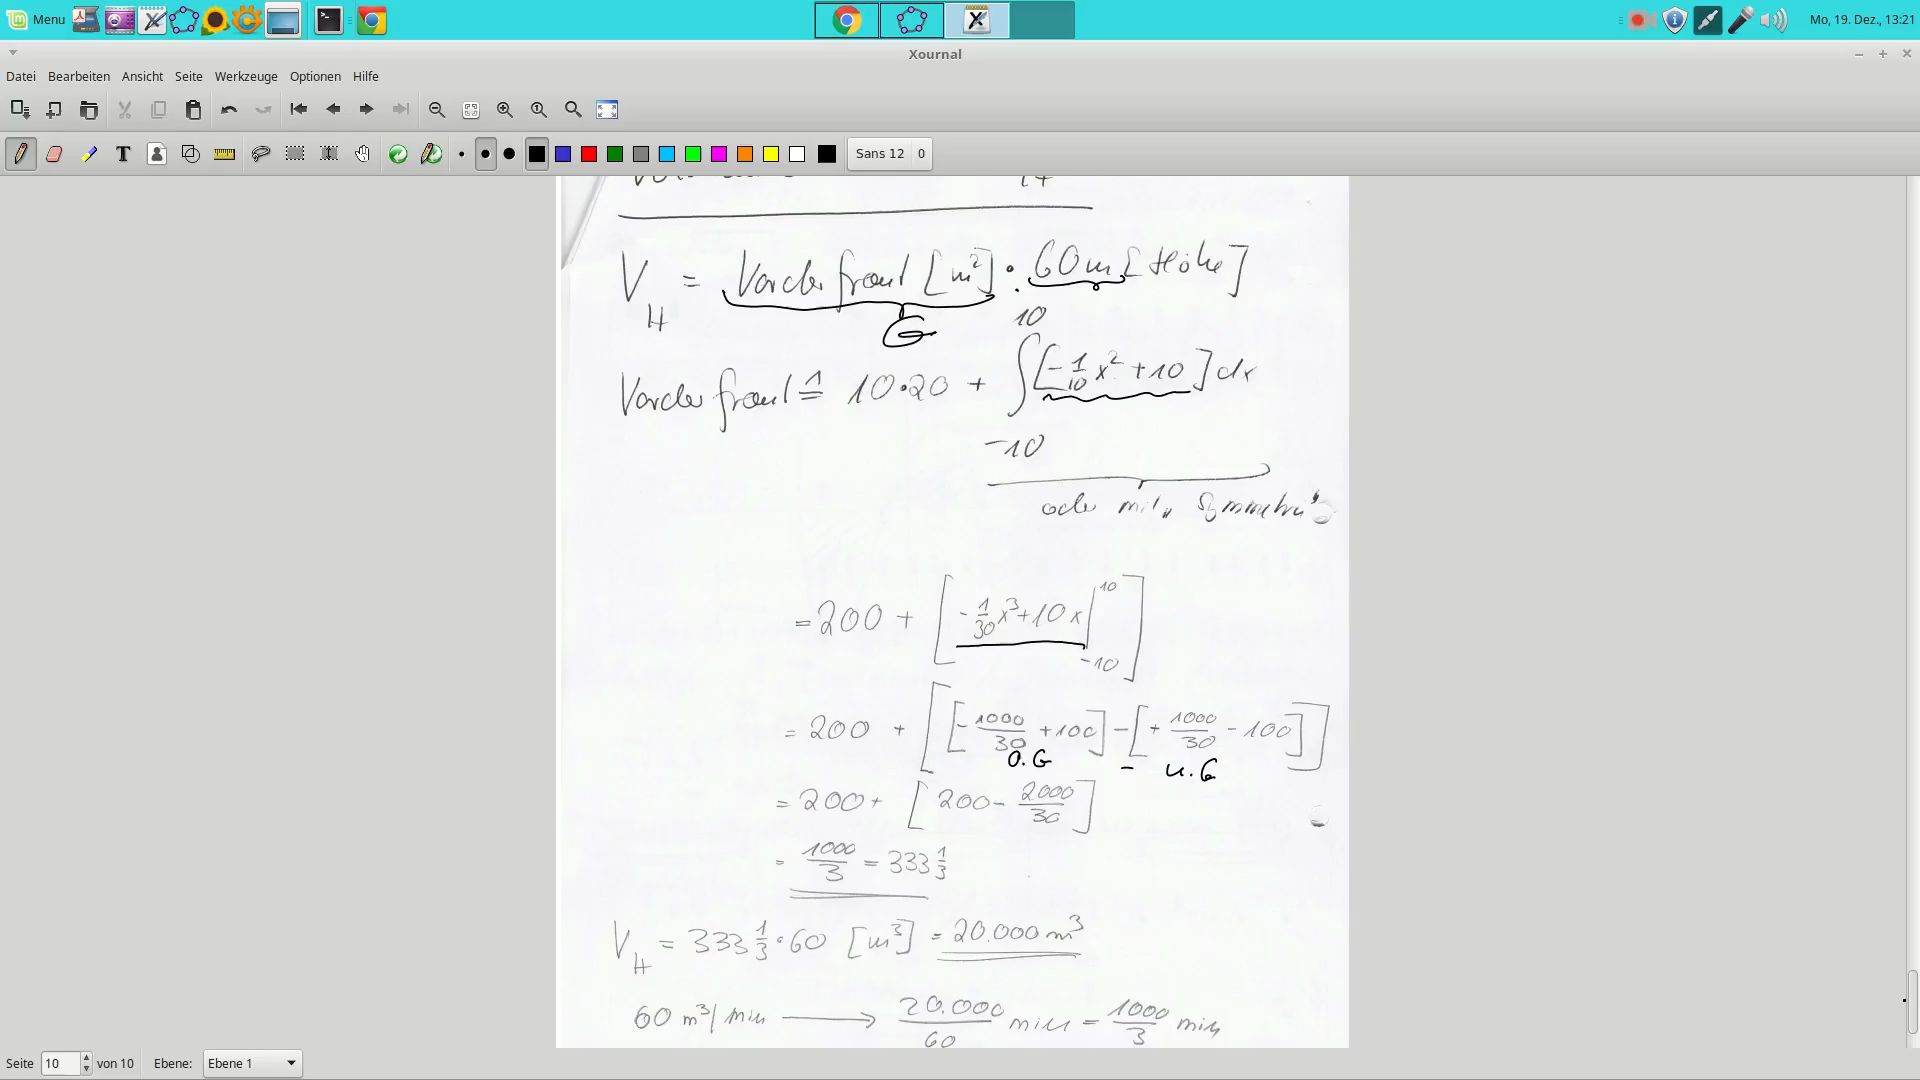 Menu
Mo, 19. Dez., 13:21
Xournal
Datei Bearbeiten Ansicht Seite Werkzeuge Optionen Hilfe
Sans 12 0
V_H = Vorderfront [m²] · 60m [Höhe]
G
Vorderfront ≙ 10·20 + ∫_{-10}^{10} [-1/10 x² + 10] dx
oder mit "Symmetrie"
= 200 + [-1/30 x³ + 10x |_{-10}^{10}]
= 200 + [[-1000/30 + 100] - [+ 1000/30 - 100]]
O.G - U.G
= 200 + [200 - 2000/30]
= 1000/3 = 333 1/3
V_H = 333 1/3 · 60 [m³] = 20.000 m³
60 m³/min → 20.000/60 min = 1000/3 min
Seite 10 von 10 Ebene: Ebene 1